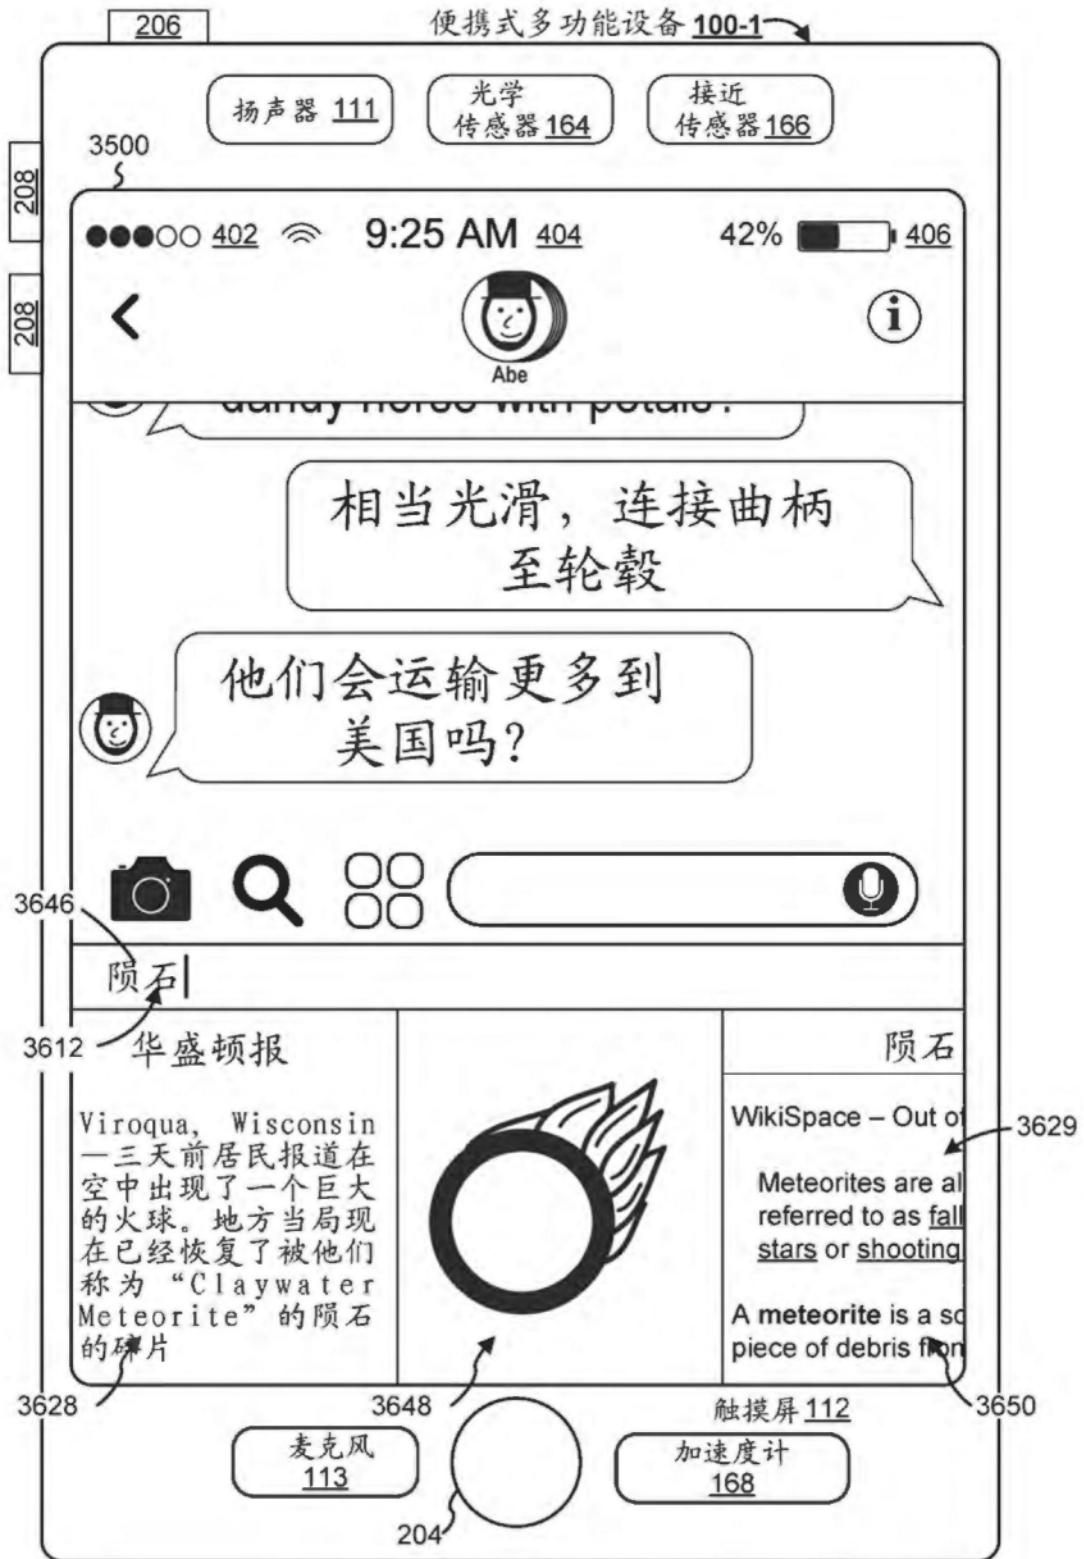 206
便携式多功能设备 100-1
扬声器 111
光学
传感器 164
接近
传感器 166
3500
208
402
9:25 AM 404
42%
406
208
i
Abe
dandy horse with petals?
相当光滑，连接曲柄
至轮毂
他们会运输更多到
美国吗？
3646
陨石
3612
华盛顿报
陨石
Viroqua, Wisconsin
—三天前居民报道在
空中出现了一个巨大
的火球。地方当局现
在已经恢复了被他们
称为“Claywater
Meteorite”的陨石
的碎片
WikiSpace – Out of
3629
Meteorites are al
referred to as fall
stars or shooting
A meteorite is a so
piece of debris from
3628
3648
触摸屏 112
3650
麦克风
113
加速度计
168
204